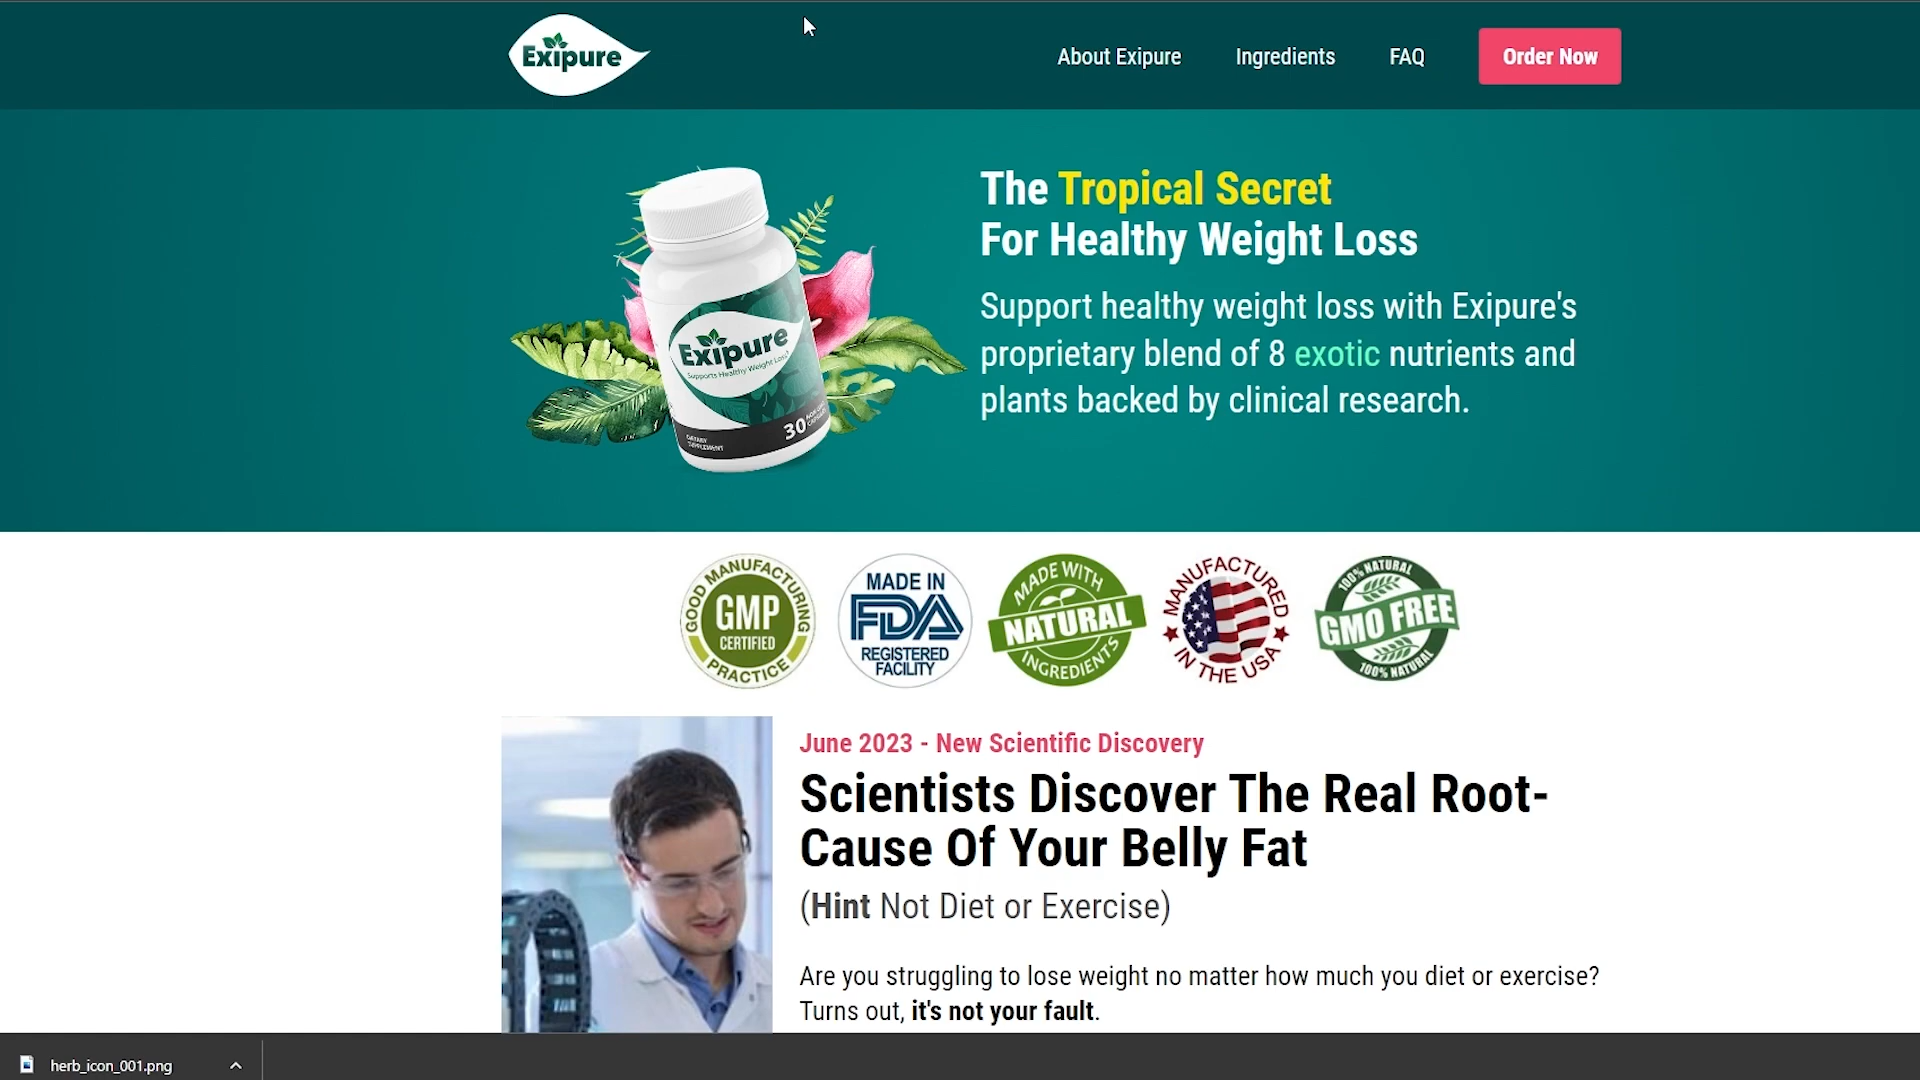 Exipure
About Exipure
Ingredients
FAQ
Order Now
The Tropical Secret
For Healthy Weight Loss
Support healthy weight loss with Exipure's
proprietary blend of 8 exotic nutrients and
plants backed by clinical research.
Exipure
Supports Healthy Weight Loss
DIETARY
SUPPLEMENT
30
CAPSULES
GOOD MANUFACTURING
GMP
CERTIFIED
PRACTICE
MADE IN
FDA
REGISTERED
FACILITY
MADE WITH
NATURAL
INGREDIENTS
MANUFACTURED
IN THE USA
100% NATURAL
GMO FREE
100% NATURAL
June 2023 - New Scientific Discovery
Scientists Discover The Real Root-
Cause Of Your Belly Fat
(Hint Not Diet or Exercise)
Are you struggling to lose weight no matter how much you diet or exercise?
Turns out, it's not your fault.
herb_icon_001.png